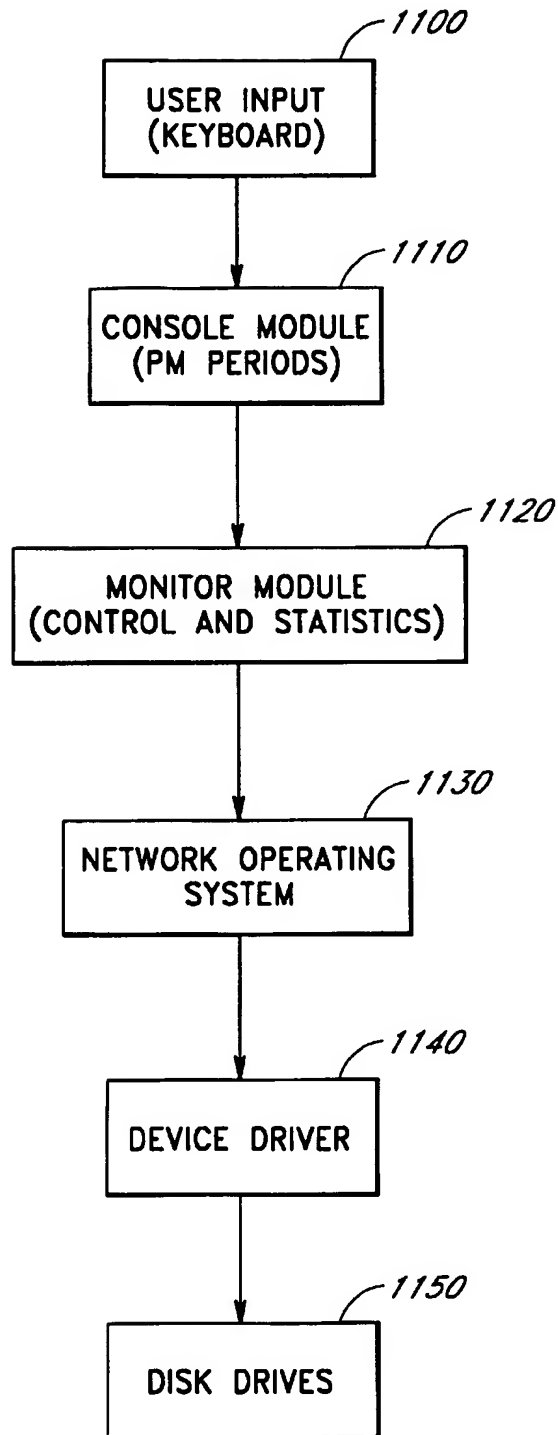 1100
USER INPUT
(KEYBOARD)
1110
CONSOLE MODULE
(PM PERIODS)
1120
MONITOR MODULE
(CONTROL AND STATISTICS)
1130
NETWORK OPERATING
SYSTEM
1140
DEVICE DRIVER
1150
DISK DRIVES